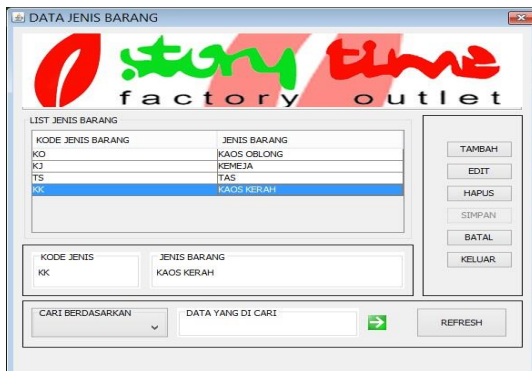 DATA JENIS BARANG
story time
factory outlet
LIST JENIS BARANG
KODE JENIS BARANG JENIS BARANG
KO KAOS OBLONG
KJ KEMEJA
TS TAS
KK KAOS KERAH
TAMBAH
EDIT
HAPUS
SIMPAN
BATAL
KELUAR
KODE JENIS JENIS BARANG
KK KAOS KERAH
CARI BERDASARKAN DATA YANG DI CARI
REFRESH